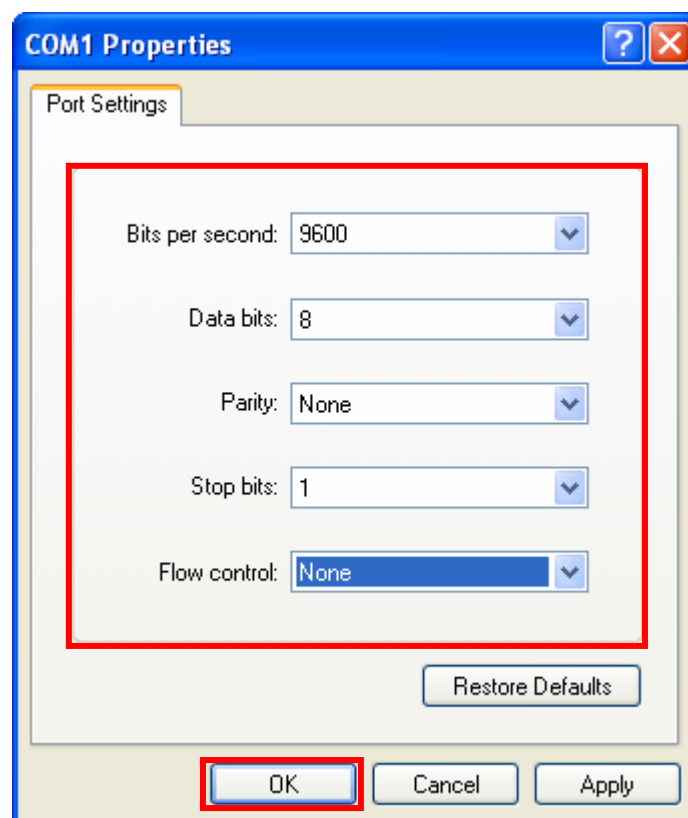 COM1 Properties ?
Port Settings
Bits per second: 9600
Data bits: 8
Parity: None
Stop bits: 1
Flow control: None
Restore Defaults
OK Cancel Apply